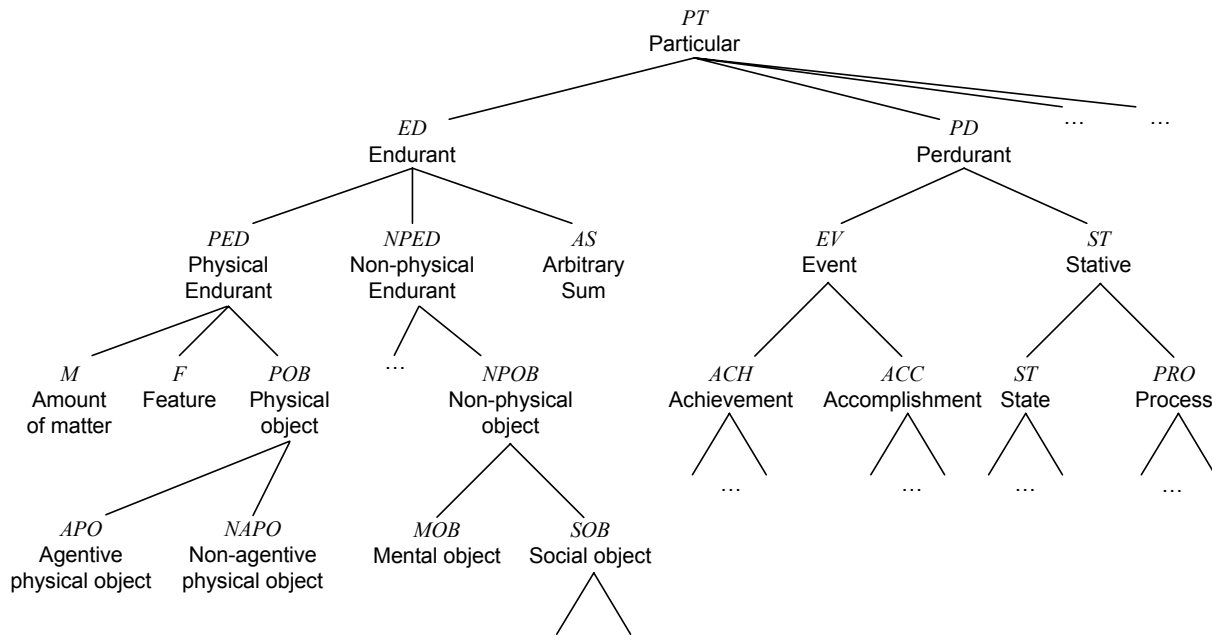 PT
Particular
… …
ED PD
Endurant Perdurant
PED NPED AS EV ST
Physical Non-physical Arbitrary Event Stative
Endurant Endurant Sum
M F POB … NPOB ACH ACC ST PRO
Amount Feature Physical Non-physical Achievement Accomplishment State Process
of matter object object
… … … …
APO NAPO MOB SOB
Agentive Non-agentive Mental object Social object
physical object physical object